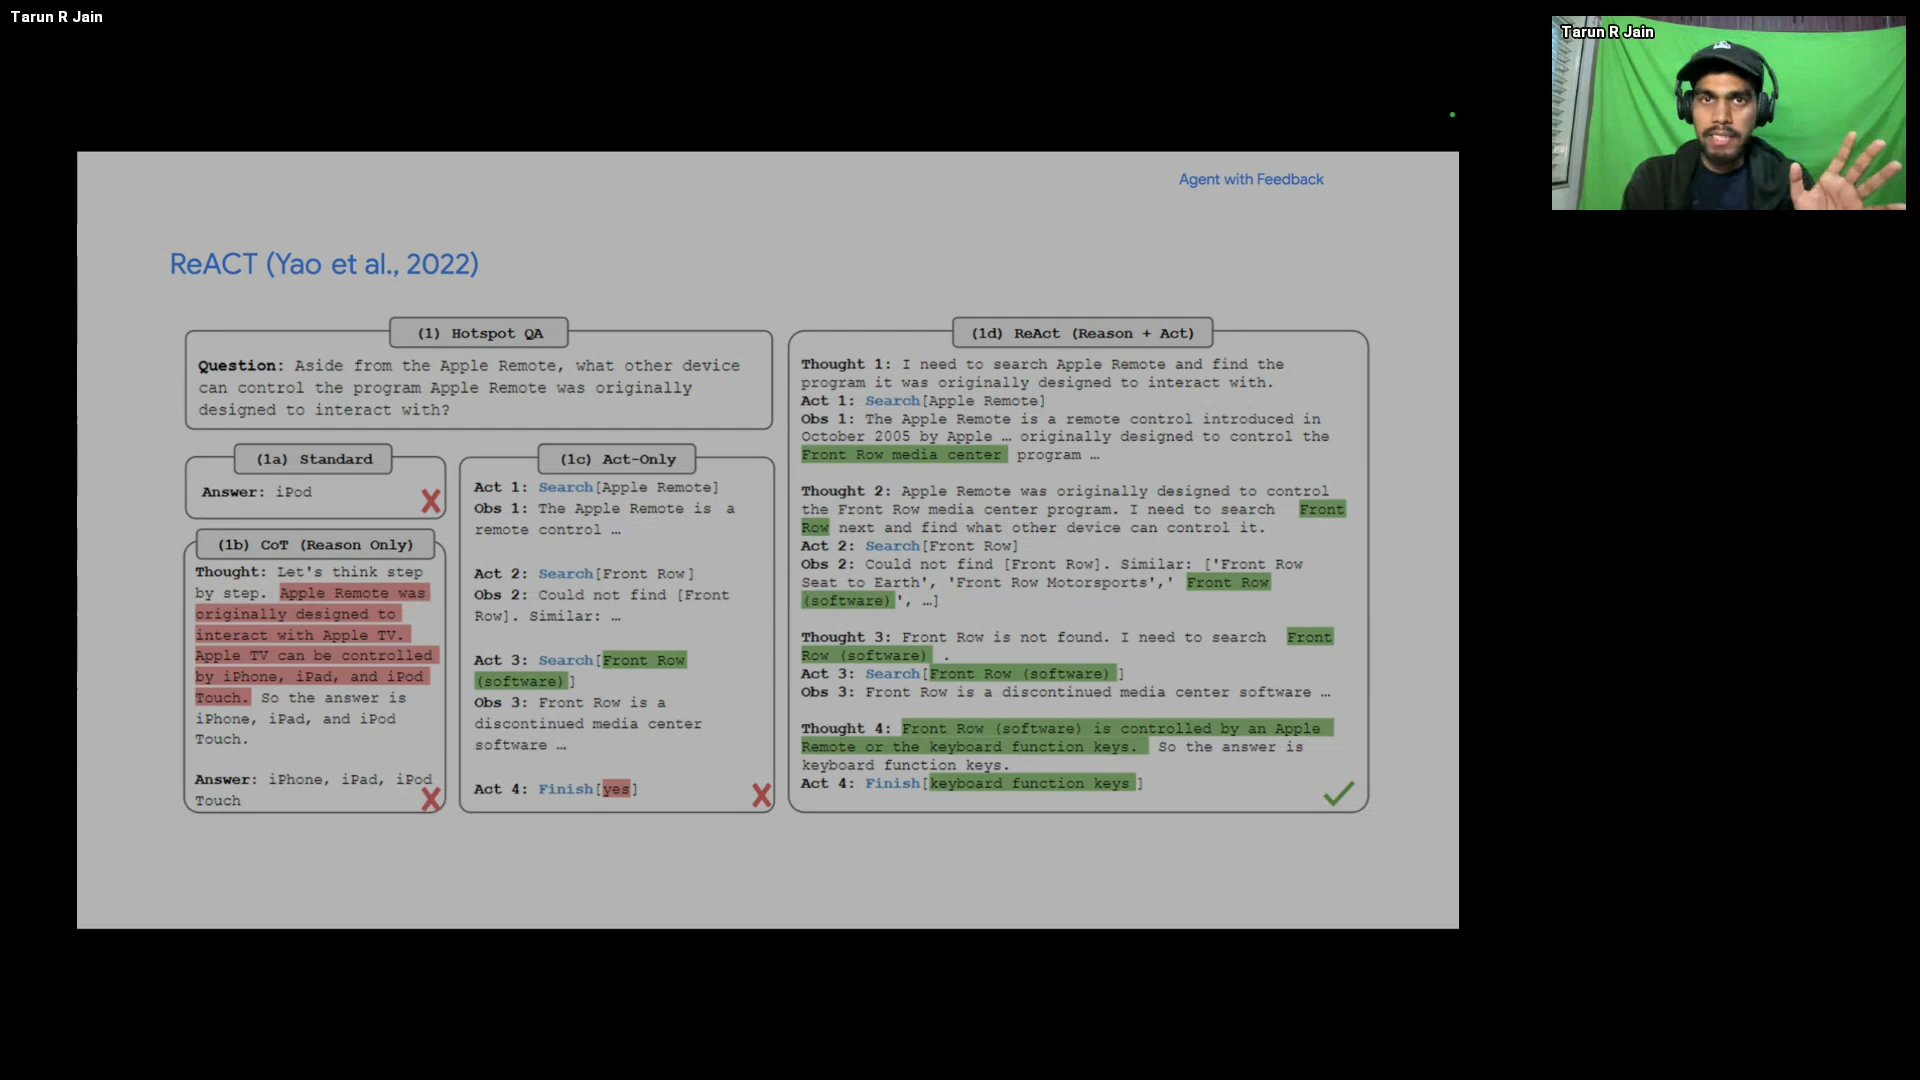 Tarun R Jain
Tarun R Jain
Agent with Feedback
ReACT (Yao et al., 2022)
(1) Hotspot QA
Question: Aside from the Apple Remote, what other device
can control the program Apple Remote was originally
designed to interact with?
(1a) Standard
Answer: iPod
(1b) CoT (Reason Only)
Thought: Let's think step
by step. Apple Remote was
originally designed to
interact with Apple TV.
Apple TV can be controlled
by iPhone, iPad, and iPod
Touch. So the answer is
iPhone, iPad, and iPod
Touch.
Answer: iPhone, iPad, iPod
Touch
(1c) Act-Only
Act 1: Search[Apple Remote]
Obs 1: The Apple Remote is a
remote control …
Act 2: Search[Front Row]
Obs 2: Could not find [Front
Row]. Similar: …
Act 3: Search[Front Row
(software)]
Obs 3: Front Row is a
discontinued media center
software …
Act 4: Finish[yes]
(1d) ReAct (Reason + Act)
Thought 1: I need to search Apple Remote and find the
program it was originally designed to interact with.
Act 1: Search[Apple Remote]
Obs 1: The Apple Remote is a remote control introduced in
October 2005 by Apple … originally designed to control the
Front Row media center program …
Thought 2: Apple Remote was originally designed to control
the Front Row media center program. I need to search Front
Row next and find what other device can control it.
Act 2: Search[Front Row]
Obs 2: Could not find [Front Row]. Similar: ['Front Row
Seat to Earth', 'Front Row Motorsports',' Front Row
(software)', …]
Thought 3: Front Row is not found. I need to search Front
Row (software) .
Act 3: Search[Front Row (software) ]
Obs 3: Front Row is a discontinued media center software …
Thought 4: Front Row (software) is controlled by an Apple
Remote or the keyboard function keys. So the answer is
keyboard function keys.
Act 4: Finish[keyboard function keys ]